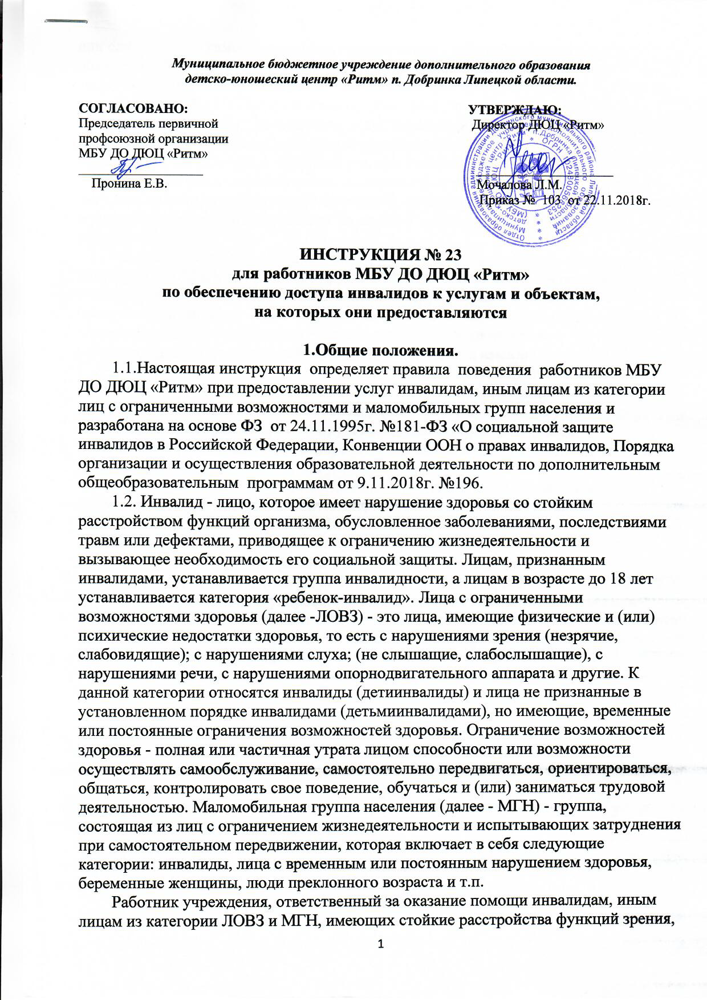 Муниципальное бюджетное учреждение дополнительного образования
детско-юношеский центр «Ритм» п. Добринка Липецкой области.
СОГЛАСОВАНО:
Председатель первичной
профсоюзной организации
МБУ ДО ДЮЦ «Ритм»
Пронина Е.В.
УТВЕРЖДАЮ:
Директор ДЮЦ «Ритм»
Мочалова Л.М.
Приказ № 103 от 22.11.2018г.
ИНСТРУКЦИЯ № 23
для работников МБУ ДО ДЮЦ «Ритм»
по обеспечению доступа инвалидов к услугам и объектам,
на которых они предоставляются
1.Общие положения.
1.1.Настоящая инструкция определяет правила поведения работников МБУ
ДО ДЮЦ «Ритм» при предоставлении услуг инвалидам, иным лицам из категории
лиц с ограниченными возможностями и маломобильных групп населения и
разработана на основе ФЗ от 24.11.1995г. №181-ФЗ «О социальной защите
инвалидов в Российской Федерации, Конвенции ООН о правах инвалидов, Порядка
организации и осуществления образовательной деятельности по дополнительным
общеобразовательным программам от 9.11.2018г. №196.
1.2. Инвалид - лицо, которое имеет нарушение здоровья со стойким
расстройством функций организма, обусловленное заболеваниями, последствиями
травм или дефектами, приводящее к ограничению жизнедеятельности и
вызывающее необходимость его социальной защиты. Лицам, признанным
инвалидами, устанавливается группа инвалидности, а лицам в возрасте до 18 лет
устанавливается категория «ребенок-инвалид». Лица с ограниченными
возможностями здоровья (далее -ЛОВЗ) - это лица, имеющие физические и (или)
психические недостатки здоровья, то есть с нарушениями зрения (незрячие,
слабовидящие); с нарушениями слуха; (не слышащие, слабослышащие), с
нарушениями речи, с нарушениями опорнодвигательного аппарата и другие. К
данной категории относятся инвалиды (детиинвалиды) и лица не признанные в
установленном порядке инвалидами (детьмиинвалидами), но имеющие, временные
или постоянные ограничения возможностей здоровья. Ограничение возможностей
здоровья - полная или частичная утрата лицом способности или возможности
осуществлять самообслуживание, самостоятельно передвигаться, ориентироваться,
общаться, контролировать свое поведение, обучаться и (или) заниматься трудовой
деятельностью. Маломобильная группа населения (далее - МГН) - группа,
состоящая из лиц с ограничением жизнедеятельности и испытывающих затруднения
при самостоятельном передвижении, которая включает в себя следующие
категории: инвалиды, лица с временным или постоянным нарушением здоровья,
беременные женщины, люди преклонного возраста и т.п.
Работник учреждения, ответственный за оказание помощи инвалидам, иным
лицам из категории ЛОВЗ и МГН, имеющих стойкие расстройства функций зрения,
1